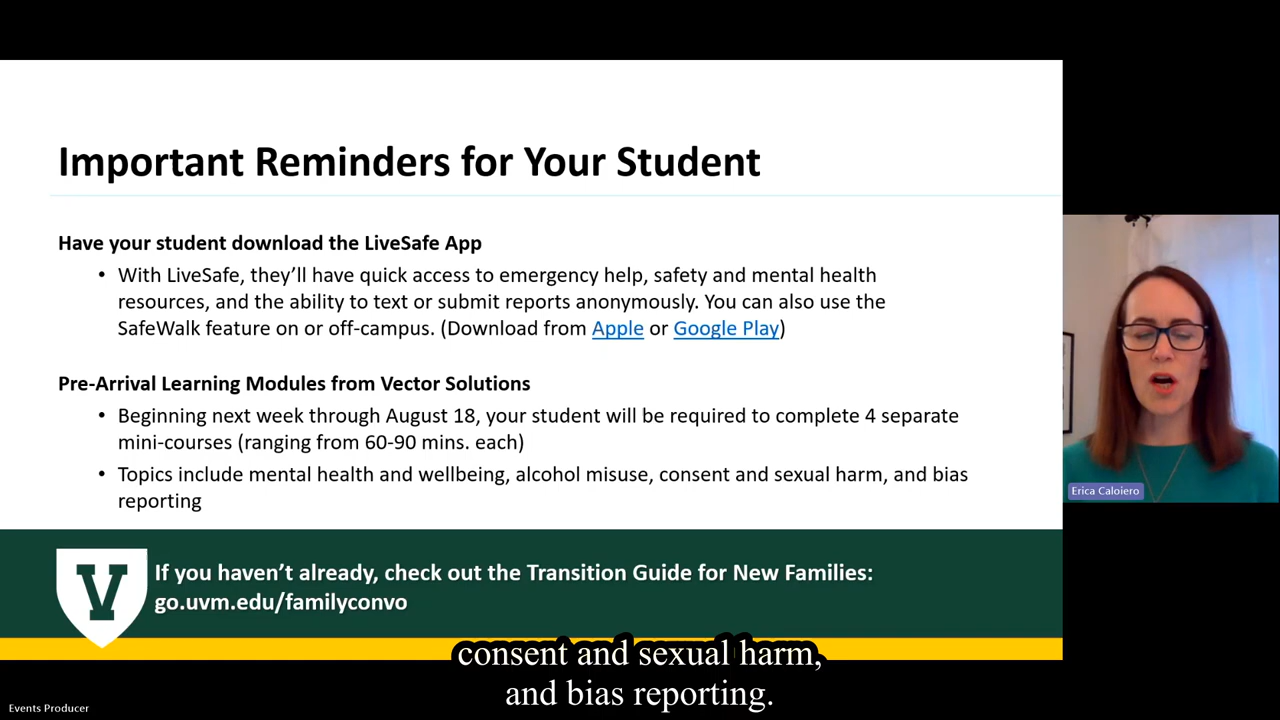 Important Reminders for Your Student
Have your student download the LiveSafe App
• With LiveSafe, they’ll have quick access to emergency help, safety and mental health
resources, and the ability to text or submit reports anonymously. You can also use the
SafeWalk feature on or off-campus. (Download from Apple or Google Play)
Pre-Arrival Learning Modules from Vector Solutions
• Beginning next week through August 18, your student will be required to complete 4 separate
mini-courses (ranging from 60-90 mins. each)
• Topics include mental health and wellbeing, alcohol misuse, consent and sexual harm, and bias
reporting
Erica Caloiero
V
If you haven’t already, check out the Transition Guide for New Families:
go.uvm.edu/familyconvo
consent and sexual harm,
and bias reporting.
Events Producer